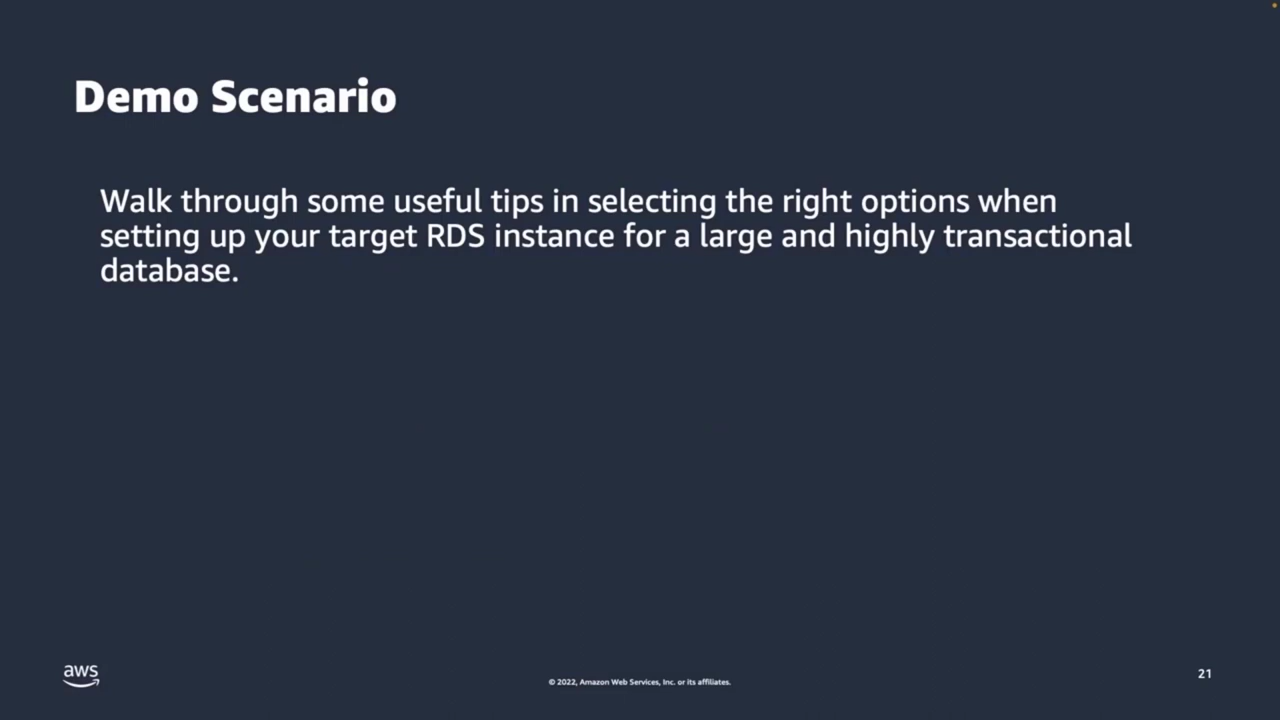 Demo Scenario
Walk through some useful tips in selecting the right options when
setting up your target RDS instance for a large and highly transactional
database.
aws
© 2022, Amazon Web Services, Inc. or its affiliates.
21